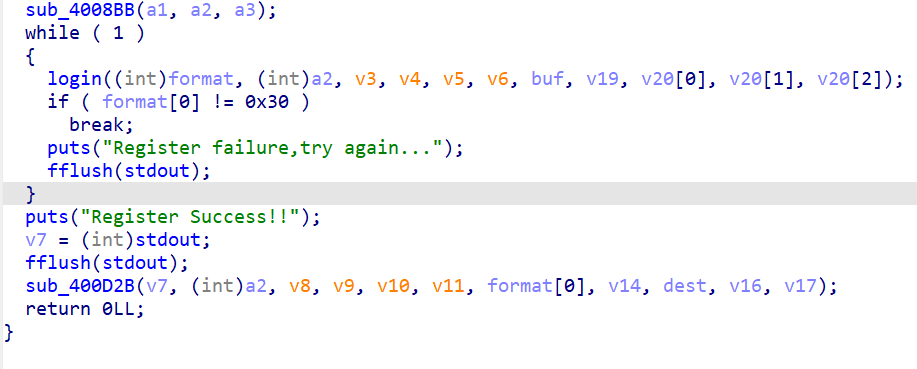 sub_4008BB(a1, a2, a3);
while ( 1 )
{
login((int)format, (int)a2, v3, v4, v5, v6, buf, v19, v20[0], v20[1], v20[2]);
if ( format[0] != 0x30 )
break;
puts("Register failure,try again...");
fflush(stdout);
}
puts("Register Success!!");
v7 = (int)stdout;
fflush(stdout);
sub_400D2B(v7, (int)a2, v8, v9, v10, v11, format[0], v14, dest, v16, v17);
return 0LL;
}